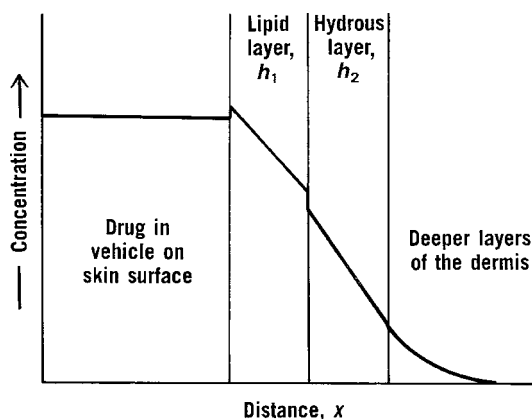 Lipid
layer,
h₁
Hydrous
layer,
h₂
Concentration
Drug in
vehicle on
skin surface
Deeper layers
of the dermis
Distance, x